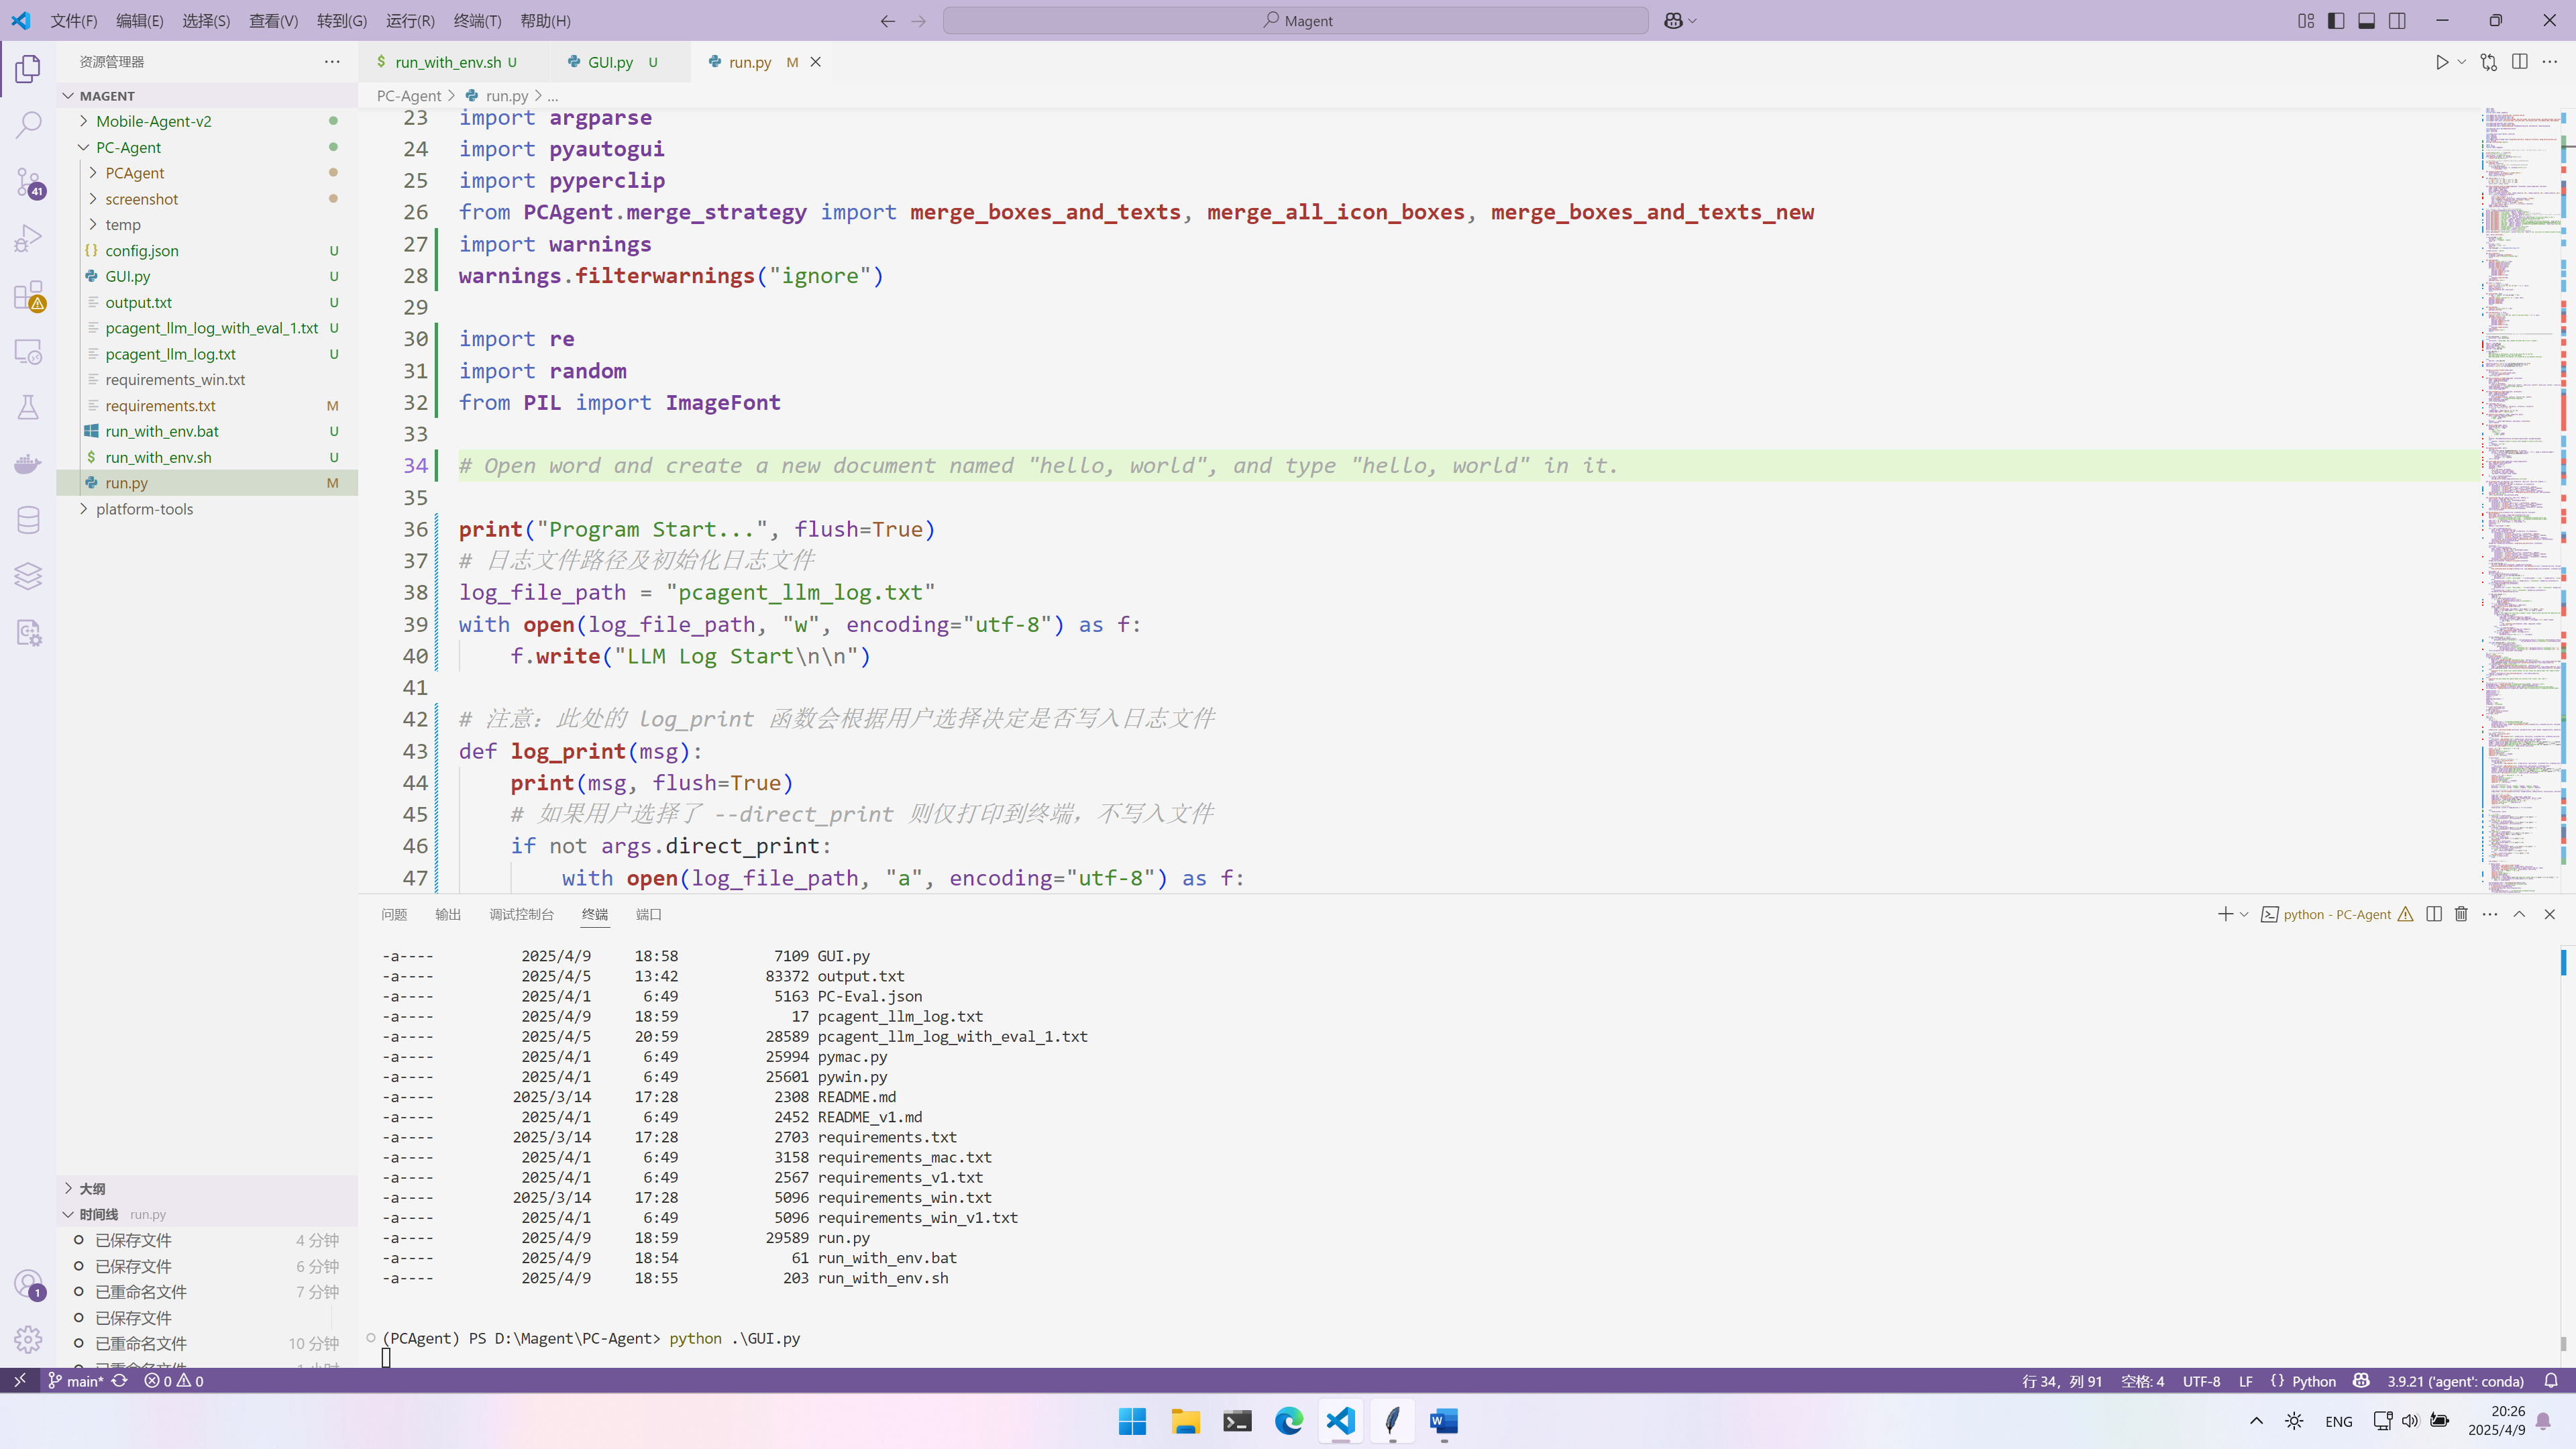 文件(F) 编辑(E) 选择(S) 查看(V) 转到(G) 运行(R) 终端(T) 帮助(H)
Magent
资源管理器
MAGENT
Mobile-Agent-v2
PC-Agent
PCAgent
screenshot
temp
config.json U
GUI.py U
output.txt U
pcagent_llm_log_with_eval_1.txt U
pcagent_llm_log.txt U
requirements_win.txt
requirements.txt M
run_with_env.bat U
run_with_env.sh U
run.py M
platform-tools
41
大纲
时间线 run.py
已保存文件 4 分钟
已保存文件 6 分钟
已重命名文件 7 分钟
已保存文件
已重命名文件 10 分钟
1
run_with_env.sh U
GUI.py U
run.py M
PC-Agent > run.py > ...
23 import argparse
24 import pyautogui
25 import pyperclip
26 from PCAgent.merge_strategy import merge_boxes_and_texts, merge_all_icon_boxes, merge_boxes_and_texts_new
27 import warnings
28 warnings.filterwarnings("ignore")
29
30 import re
31 import random
32 from PIL import ImageFont
33
34 # Open word and create a new document named "hello, world", and type "hello, world" in it.
35
36 print("Program Start...", flush=True)
37 # 日志文件路径及初始化日志文件
38 log_file_path = "pcagent_llm_log.txt"
39 with open(log_file_path, "w", encoding="utf-8") as f:
40 f.write("LLM Log Start\n\n")
41
42 # 注意：此处的 log_print 函数会根据用户选择决定是否写入日志文件
43 def log_print(msg):
44 print(msg, flush=True)
45 # 如果用户选择了 --direct_print 则仅打印到终端，不写入文件
46 if not args.direct_print:
47 with open(log_file_path, "a", encoding="utf-8") as f:
问题 输出 调试控制台 终端 端口
python - PC-Agent
-a---- 2025/4/9 18:58 7109 GUI.py
-a---- 2025/4/5 13:42 83372 output.txt
-a---- 2025/4/1 6:49 5163 PC-Eval.json
-a---- 2025/4/9 18:59 17 pcagent_llm_log.txt
-a---- 2025/4/5 20:59 28589 pcagent_llm_log_with_eval_1.txt
-a---- 2025/4/1 6:49 25994 pymac.py
-a---- 2025/4/1 6:49 25601 pywin.py
-a---- 2025/3/14 17:28 2308 README.md
-a---- 2025/4/1 6:49 2452 README_v1.md
-a---- 2025/3/14 17:28 2703 requirements.txt
-a---- 2025/4/1 6:49 3158 requirements_mac.txt
-a---- 2025/4/1 6:49 2567 requirements_v1.txt
-a---- 2025/3/14 17:28 5096 requirements_win.txt
-a---- 2025/4/1 6:49 5096 requirements_win_v1.txt
-a---- 2025/4/9 18:59 29589 run.py
-a---- 2025/4/9 18:54 61 run_with_env.bat
-a---- 2025/4/9 18:55 203 run_with_env.sh
(PCAgent) PS D:\Magent\PC-Agent> python .\GUI.py
main* 0 0
行 34，列 91 空格: 4 UTF-8 LF {} Python 3.9.21 ('agent': conda)
ENG
20:26
2025/4/9